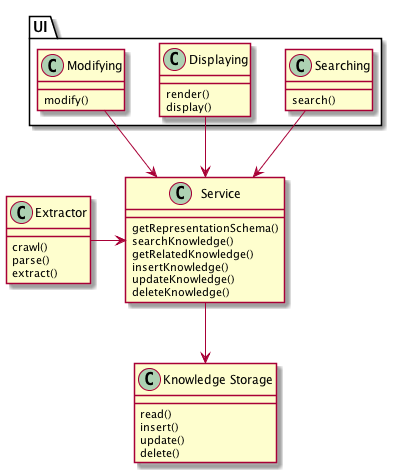 UI
C Modifying
modify()
C Displaying
render()
display()
C Searching
search()
C Service
getRepresentationSchema()
searchKnowledge()
getRelatedKnowledge()
insertKnowledge()
updateKnowledge()
deleteKnowledge()
C Extractor
crawl()
parse()
extract()
C Knowledge Storage
read()
insert()
update()
delete()